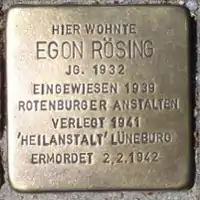 HIER WOHNTE
EGON RÖSING
JG. 1932
EINGEWIESEN 1939
ROTENBURGER ANSTALTEN
VERLEGT 1941
'HEILANSTALT' LÜNEBURG
ERMORDET 2.2.1942